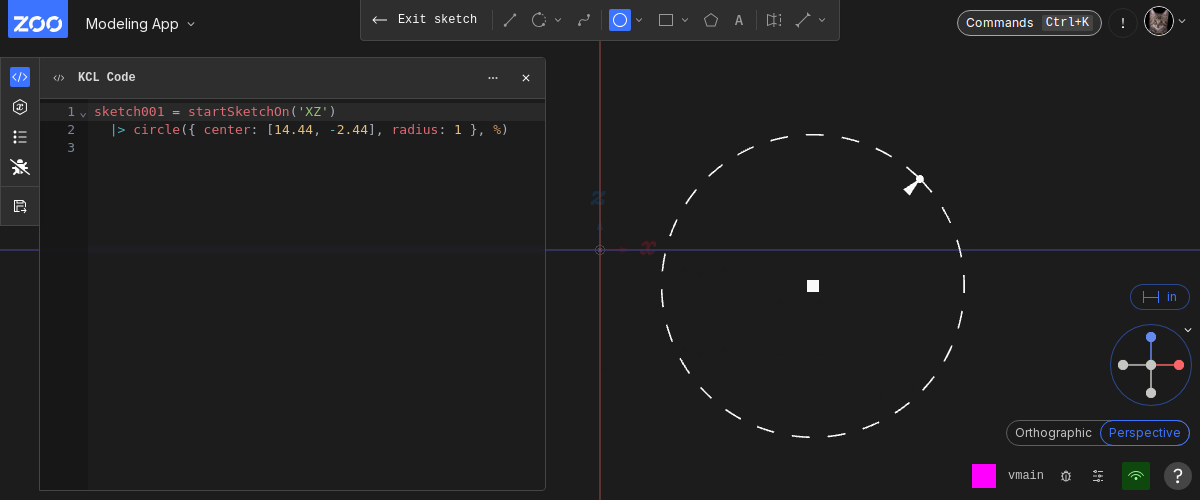 ZOO Modeling App
Exit sketch
A
Commands Ctrl+K
!
KCL Code
1 sketch001 = startSketchOn('XZ')
2 |> circle({ center: [14.44, -2.44], radius: 1 }, %)
3
z
x
in
Orthographic Perspective
vmain
?